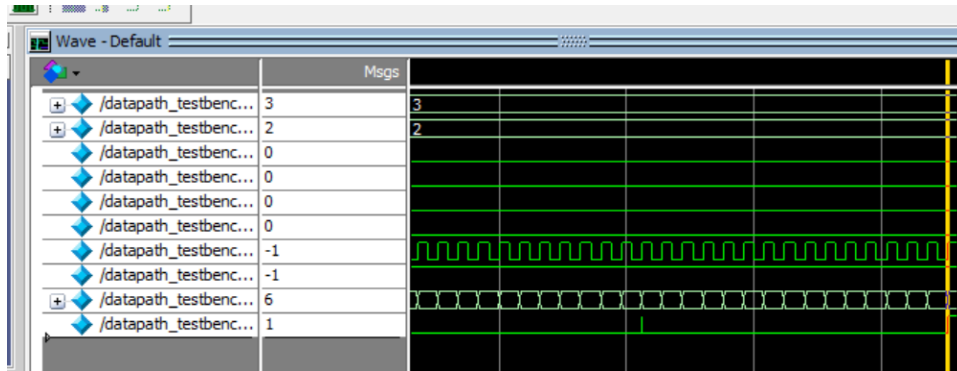 Wave - Default
Msgs
/datapath_testbenc... 3 3
/datapath_testbenc... 2 2
/datapath_testbenc... 0
/datapath_testbenc... 0
/datapath_testbenc... 0
/datapath_testbenc... 0
/datapath_testbenc... -1
/datapath_testbenc... -1
/datapath_testbenc... 6
/datapath_testbenc... 1